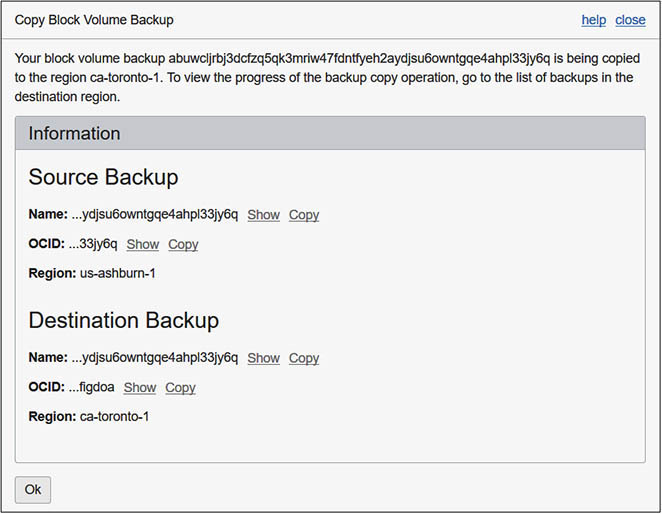 Copy Block Volume Backup help close
Your block volume backup abuwcljrbj3dcfzq5qk3mriw47fdntfyeh2aydjsu6owntgqe4ahpl33jy6q is being copied
to the region ca-toronto-1. To view the progress of the backup copy operation, go to the list of backups in the
destination region.
Information
Source Backup
Name: ...ydjsu6owntgqe4ahpl33jy6q Show Copy
OCID: ...33jy6q Show Copy
Region: us-ashburn-1
Destination Backup
Name: ...ydjsu6owntgqe4ahpl33jy6q Show Copy
OCID: ...figdoa Show Copy
Region: ca-toronto-1
Ok